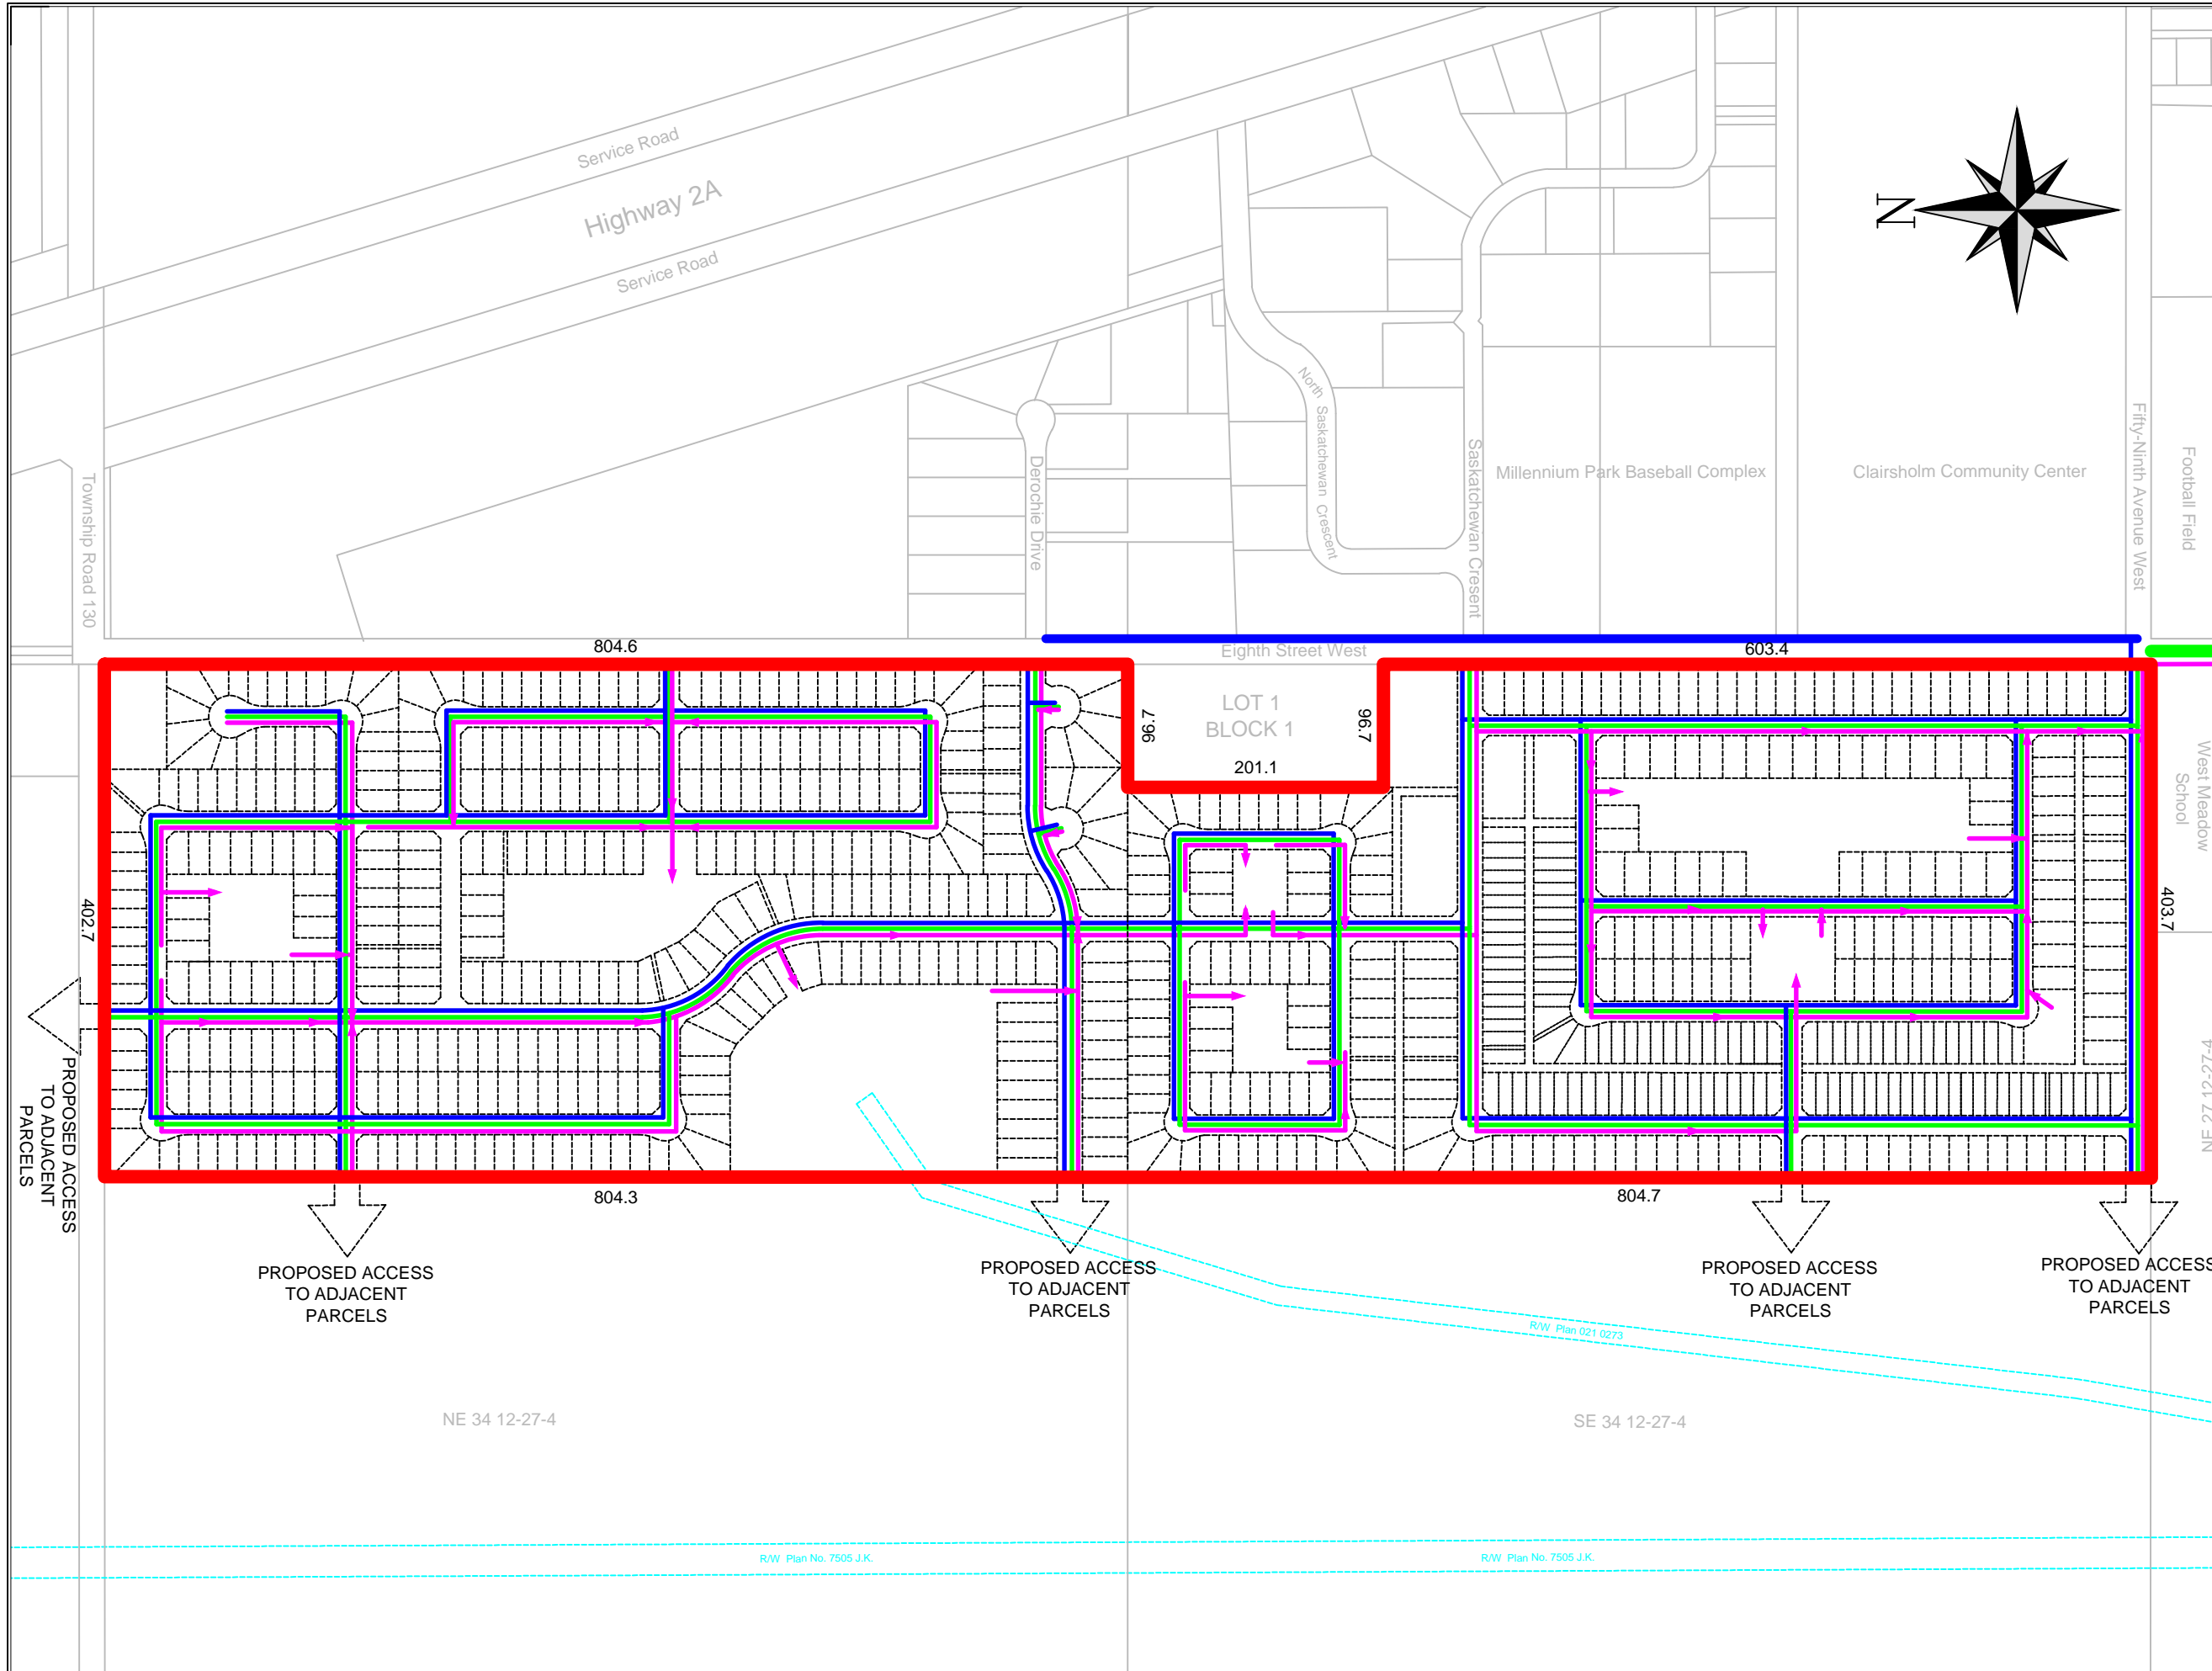 Service Road
Highway 2A
Service Road
N
North Saskatchewan Crescent
Saskatchewan Cresent
Derochie Drive
Township Road 130
Millennium Park Baseball Complex
Clairsholm Community Center
Fifty-Ninth Avenue West
Football Field
804.6
Eighth Street West
603.4
LOT 1
BLOCK 1
96.7
96.7
201.1
West Meadow
School
402.7
403.7
NE 27 12-27-4
804.3
804.7
PROPOSED ACCESS
TO ADJACENT
PARCELS
PROPOSED ACCESS
TO ADJACENT
PARCELS
PROPOSED ACCESS
TO ADJACENT
PARCELS
PROPOSED ACCESS
TO ADJACENT
PARCELS
PROPOSED ACCESS
TO ADJACENT
PARCELS
R/W Plan 021 0273
NE 34 12-27-4
SE 34 12-27-4
R/W Plan No. 7505 J.K.
R/W Plan No. 7505 J.K.